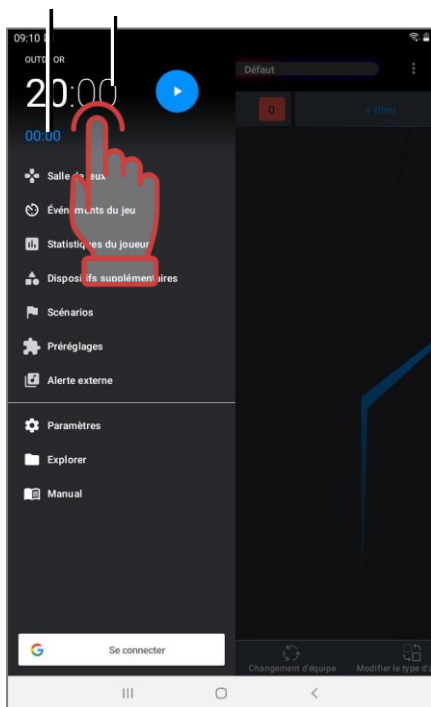 09:10
OUTDOOR
Défaut
20:00
0
+ Bleu
00:00
Salle de jeux
Événements du jeu
Statistiques du joueur
Dispositifs supplémentaires
Scénarios
Préréglages
Alerte externe
Paramètres
Explorer
Manual
Se connecter
Changement d'équipe
Modifier le type d'a